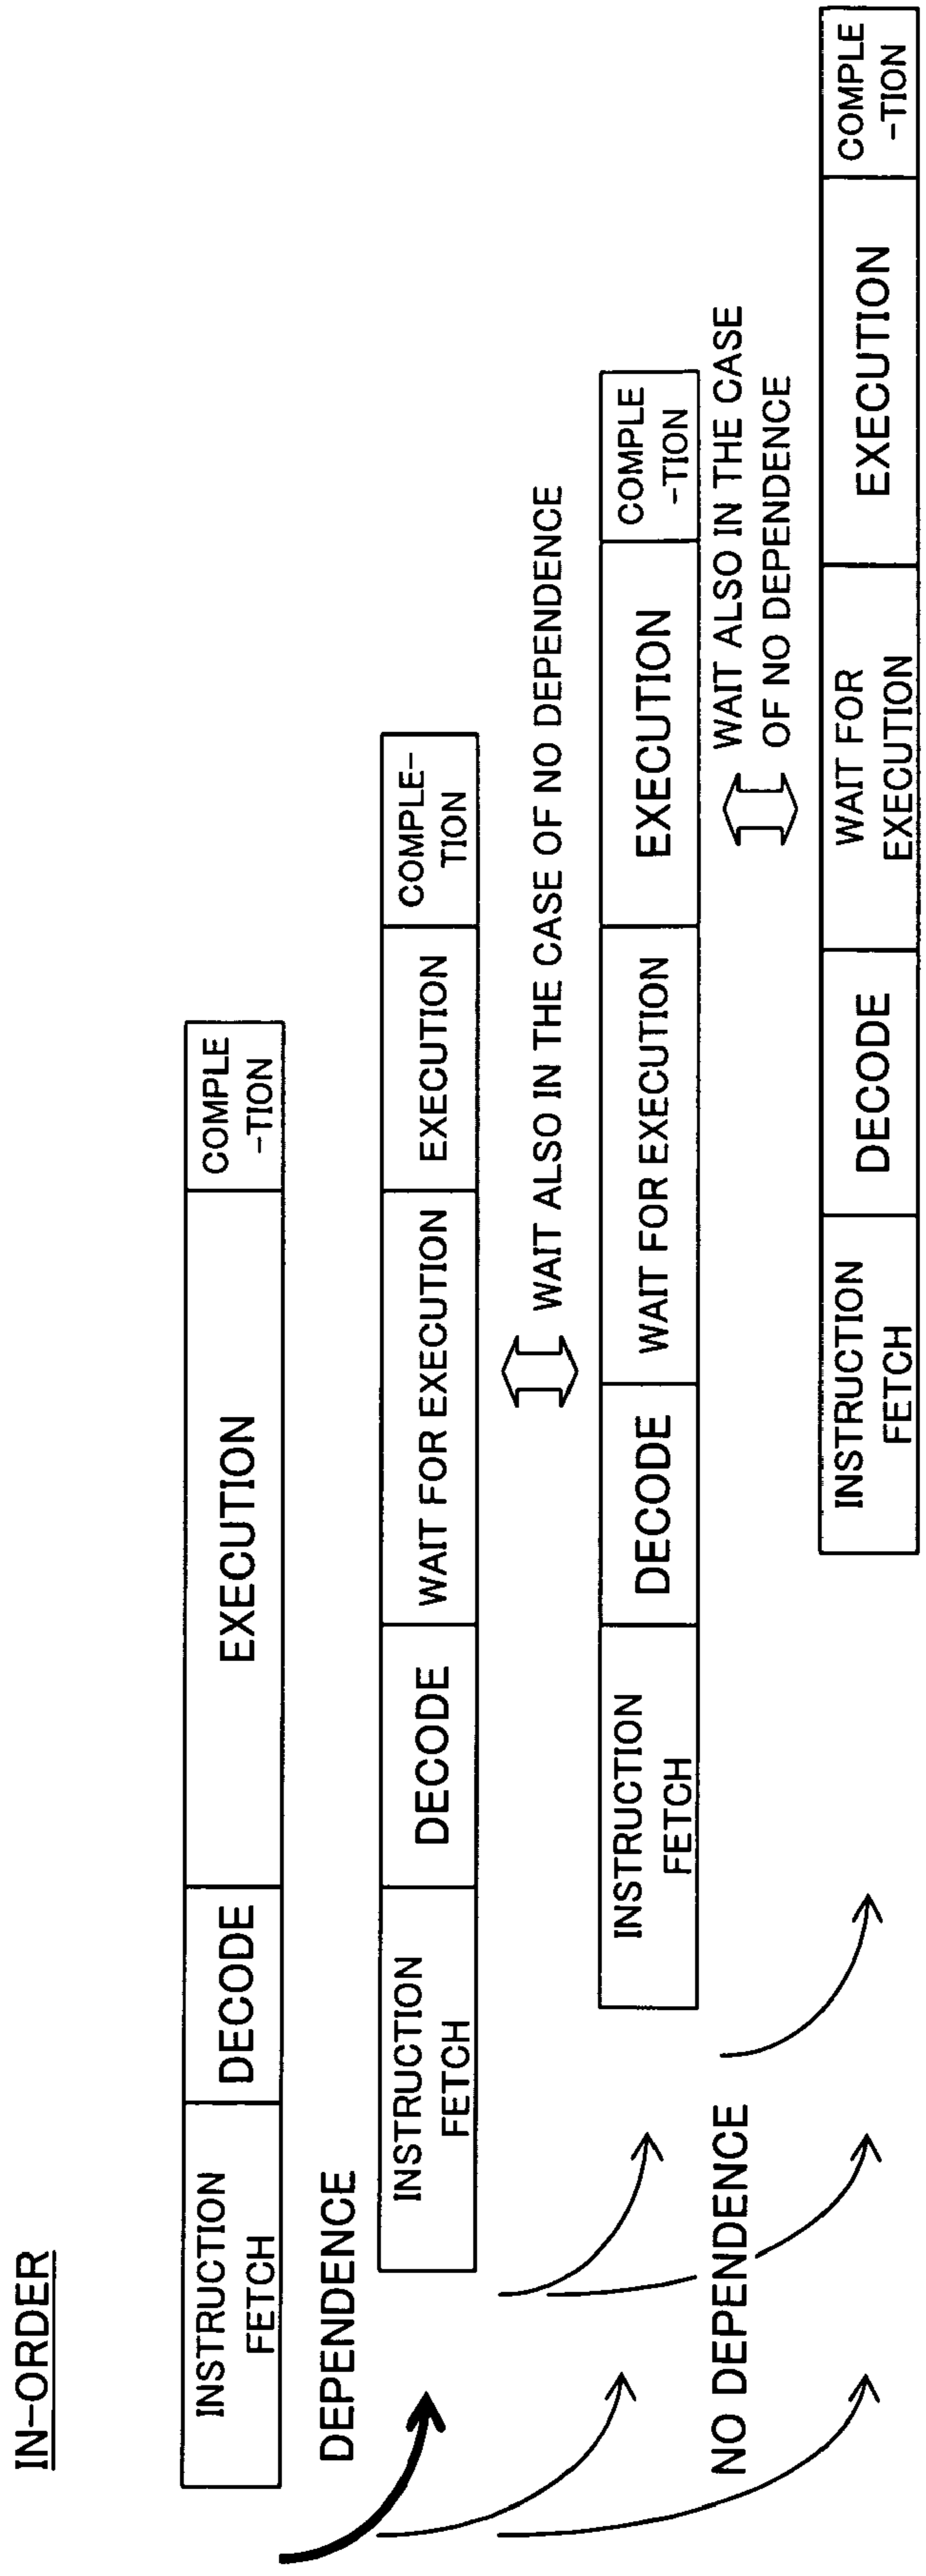 IN-ORDER
INSTRUCTION
FETCH
DECODE
EXECUTION
COMPLE
-TION
DEPENDENCE
INSTRUCTION
FETCH
DECODE
WAIT FOR EXECUTION
EXECUTION
COMPLE-
TION
WAIT ALSO IN THE CASE OF NO DEPENDENCE
INSTRUCTION
FETCH
DECODE
WAIT FOR EXECUTION
EXECUTION
COMPLE
-TION
NO DEPENDENCE
WAIT ALSO IN THE CASE
OF NO DEPENDENCE
INSTRUCTION
FETCH
DECODE
WAIT FOR
EXECUTION
EXECUTION
COMPLE
-TION